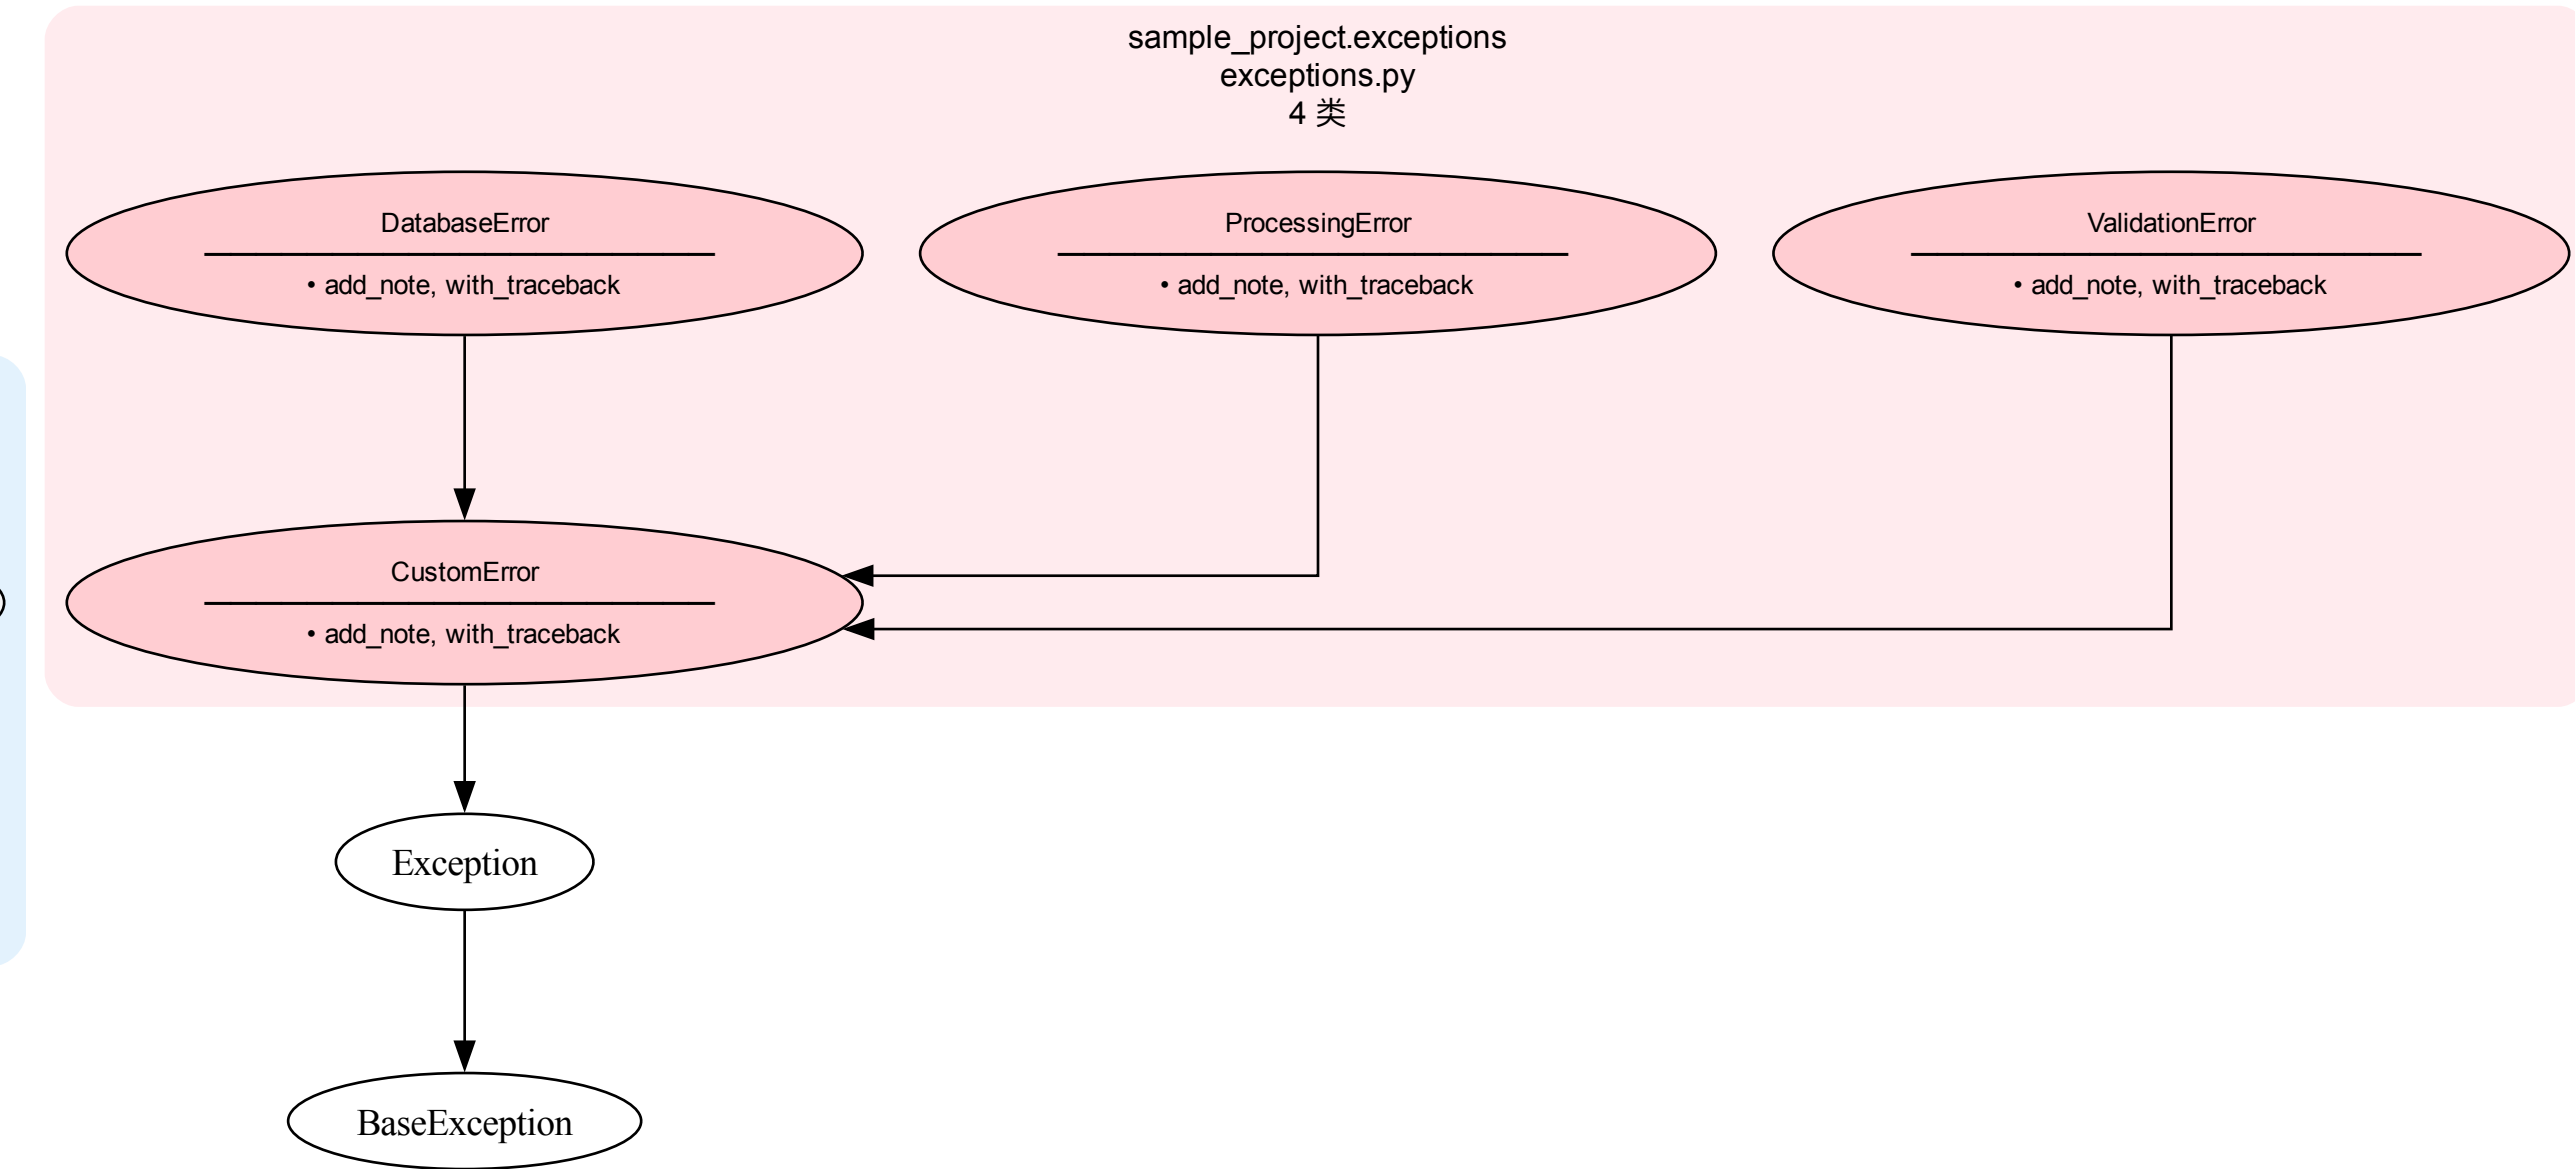 sample_project.exceptions
exceptions.py
4 类
DatabaseError
• add_note, with_traceback
ProcessingError
• add_note, with_traceback
ValidationError
• add_note, with_traceback
CustomError
• add_note, with_traceback
Exception
BaseException